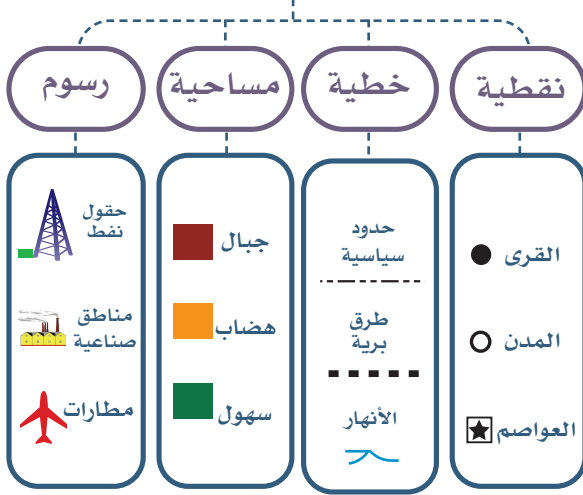 نقطية
خطية
مساحية
رسوم
القرى
المدن
العواصم
حدود
سياسية
طرق
برية
الأنهار
جبال
هضاب
سهول
حقول
نفط
مناطق
صناعية
مطارات